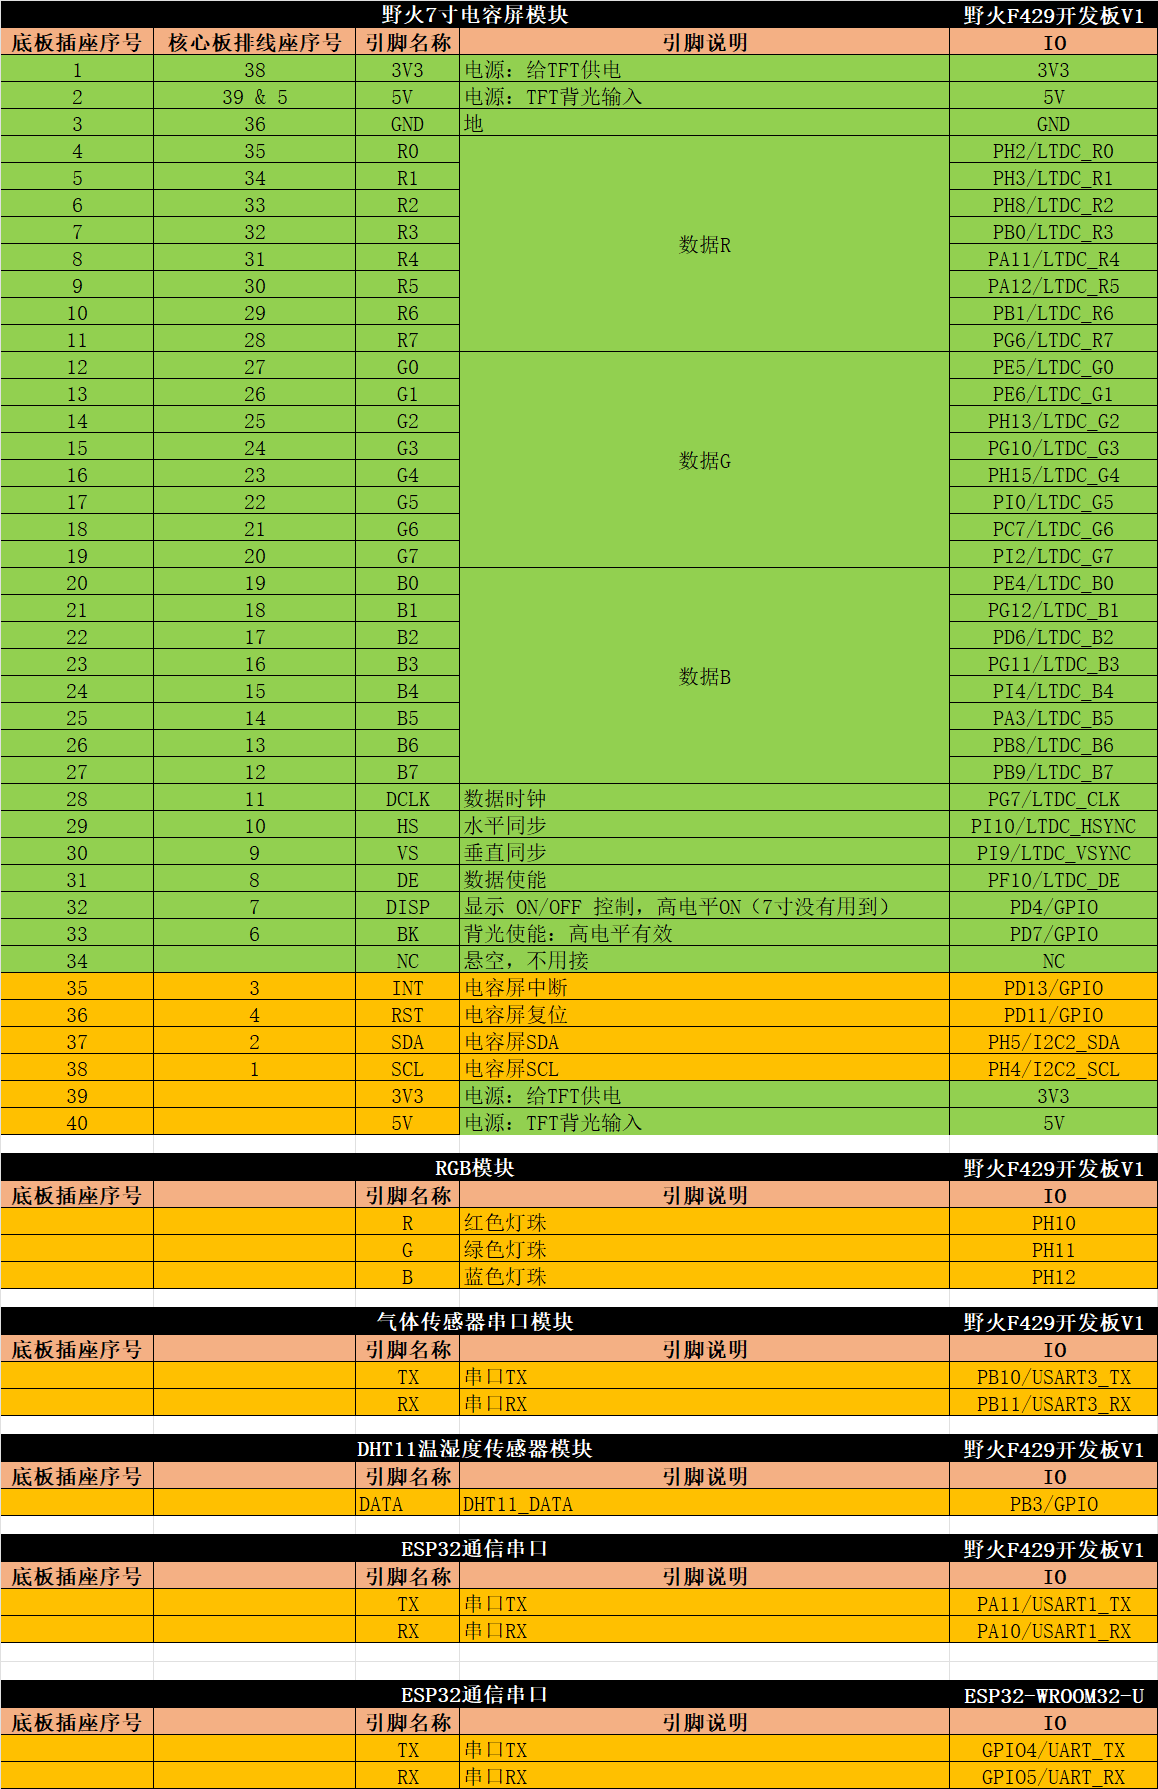 野火7寸电容屏模块 野火F429开发板V1
底板插座序号 核心板排线座序号 引脚名称 引脚说明 IO
1 38 3V3 电源：给TFT供电 3V3
2 39 & 5 5V 电源：TFT背光输入 5V
3 36 GND 地 GND
4 35 R0 PH2/LTDC_R0
5 34 R1 PH3/LTDC_R1
6 33 R2 PH8/LTDC_R2
7 32 R3 数据R PB0/LTDC_R3
8 31 R4 PA11/LTDC_R4
9 30 R5 PA12/LTDC_R5
10 29 R6 PB1/LTDC_R6
11 28 R7 PG6/LTDC_R7
12 27 G0 PE5/LTDC_G0
13 26 G1 PE6/LTDC_G1
14 25 G2 PH13/LTDC_G2
15 24 G3 数据G PG10/LTDC_G3
16 23 G4 PH15/LTDC_G4
17 22 G5 PI0/LTDC_G5
18 21 G6 PC7/LTDC_G6
19 20 G7 PI2/LTDC_G7
20 19 B0 PE4/LTDC_B0
21 18 B1 PG12/LTDC_B1
22 17 B2 PD6/LTDC_B2
23 16 B3 数据B PG11/LTDC_B3
24 15 B4 PI4/LTDC_B4
25 14 B5 PA3/LTDC_B5
26 13 B6 PB8/LTDC_B6
27 12 B7 PB9/LTDC_B7
28 11 DCLK 数据时钟 PG7/LTDC_CLK
29 10 HS 水平同步 PI10/LTDC_HSYNC
30 9 VS 垂直同步 PI9/LTDC_VSYNC
31 8 DE 数据使能 PF10/LTDC_DE
32 7 DISP 显示 ON/OFF 控制，高电平ON（7寸没有用到） PD4/GPIO
33 6 BK 背光使能：高电平有效 PD7/GPIO
34 NC 悬空，不用接 NC
35 3 INT 电容屏中断 PD13/GPIO
36 4 RST 电容屏复位 PD11/GPIO
37 2 SDA 电容屏SDA PH5/I2C2_SDA
38 1 SCL 电容屏SCL PH4/I2C2_SCL
39 3V3 电源：给TFT供电 3V3
40 5V 电源：TFT背光输入 5V
RGB模块 野火F429开发板V1
底板插座序号 引脚名称 引脚说明 IO
R 红色灯珠 PH10
G 绿色灯珠 PH11
B 蓝色灯珠 PH12
气体传感器串口模块 野火F429开发板V1
底板插座序号 引脚名称 引脚说明 IO
TX 串口TX PB10/USART3_TX
RX 串口RX PB11/USART3_RX
DHT11温湿度传感器模块 野火F429开发板V1
底板插座序号 引脚名称 引脚说明 IO
DATA DHT11_DATA PB3/GPIO
ESP32通信串口 野火F429开发板V1
底板插座序号 引脚名称 引脚说明 IO
TX 串口TX PA11/USART1_TX
RX 串口RX PA10/USART1_RX
ESP32通信串口 ESP32-WROOM32-U
底板插座序号 引脚名称 引脚说明 IO
TX 串口TX GPIO4/UART_TX
RX 串口RX GPIO5/UART_RX